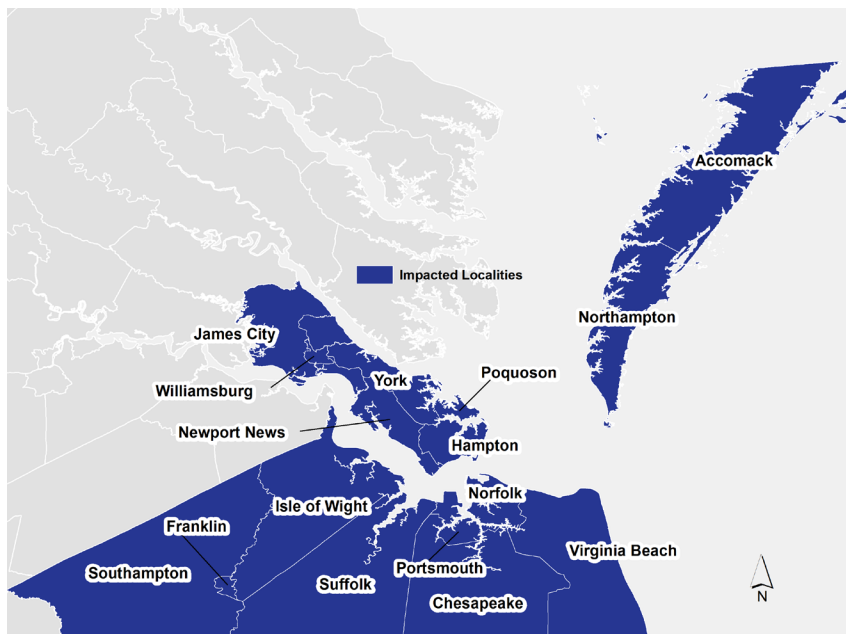 Accomack
Impacted Localities
Northampton
James City
Poquoson
York
Williamsburg
Newport News
Hampton
Norfolk
Isle of Wight
Franklin
Virginia Beach
Portsmouth
Southampton
Suffolk
Chesapeake
N